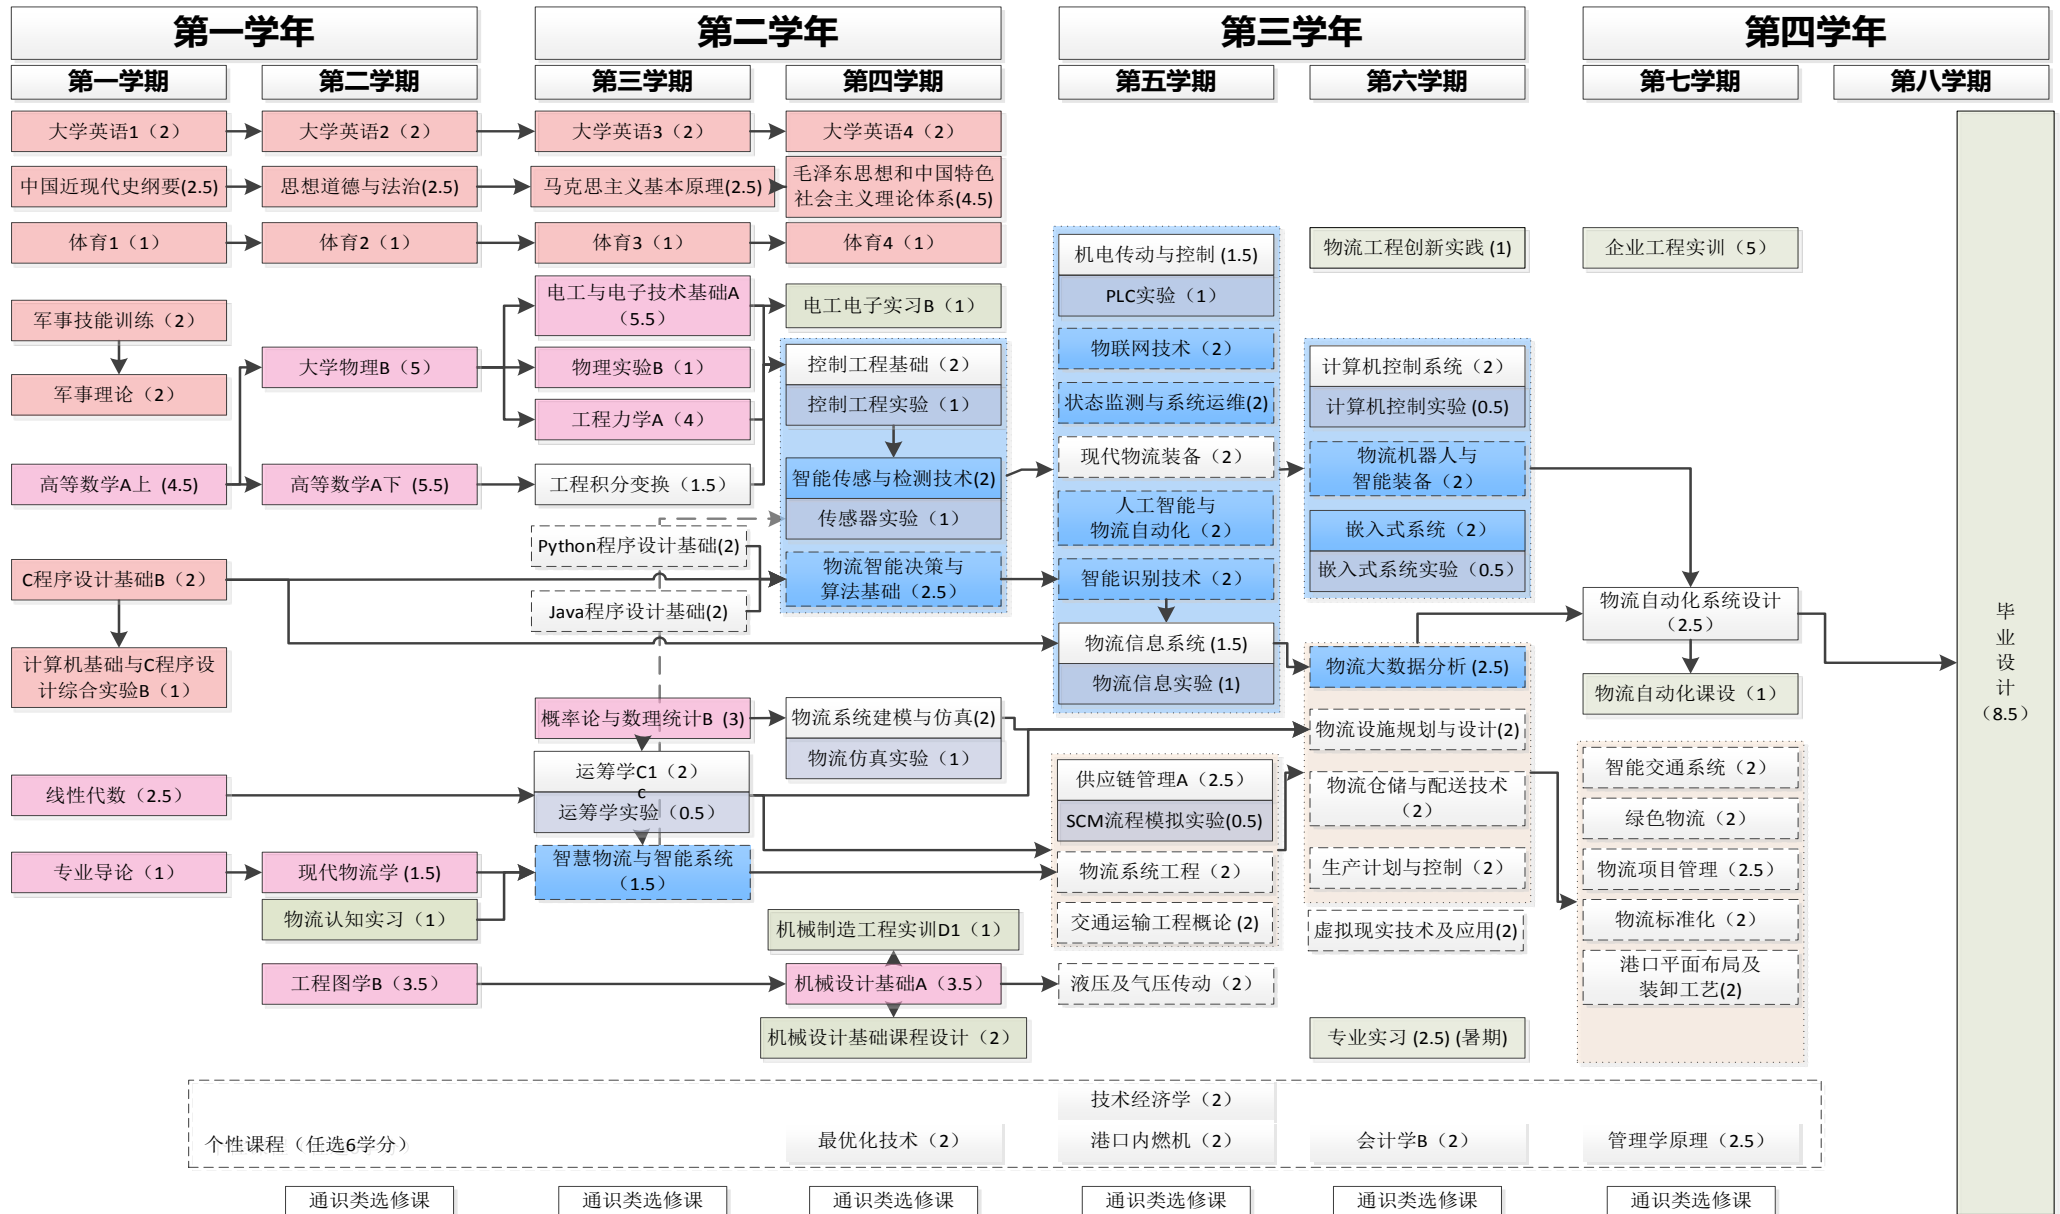 第一学年
第二学年
第三学年
第四学年
第一学期
第二学期
第三学期
第四学期
第五学期
第六学期
第七学期
第八学期
大学英语1（2）
大学英语2（2）
大学英语3（2）
大学英语4（2）
中国近现代史纲要(2.5)
思想道德与法治(2.5)
马克思主义基本原理(2.5)
毛泽东思想和中国特色
社会主义理论体系(4.5)
体育1（1）
体育2（1）
体育3（1）
体育4（1）
机电传动与控制 (1.5)
PLC实验（1）
物流工程创新实践 (1)
企业工程实训（5）
军事技能训练（2）
军事理论（2）
大学物理B（5）
电工与电子技术基础A
（5.5）
物理实验B（1）
工程力学A（4）
电工电子实习B（1）
控制工程基础（2）
控制工程实验（1）
物联网技术（2）
状态监测与系统运维(2)
计算机控制系统（2）
计算机控制实验 (0.5)
高等数学A上 (4.5)
高等数学A下（5.5）
工程积分变换（1.5）
智能传感与检测技术(2)
传感器实验（1）
现代物流装备（2）
人工智能与
物流自动化（2）
物流机器人与
智能装备（2）
嵌入式系统（2）
嵌入式系统实验（0.5）
Python程序设计基础(2)
Java程序设计基础(2)
C程序设计基础B（2）
计算机基础与C程序设
计综合实验B（1）
物流智能决策与
算法基础（2.5）
智能识别技术（2）
物流信息系统 (1.5)
物流信息实验 (1)
物流大数据分析 (2.5)
物流自动化系统设计
（2.5）
物流自动化课设（1）
毕
业
设
计
（8.5）
概率论与数理统计B (3)
物流系统建模与仿真(2)
物流仿真实验（1）
物流设施规划与设计(2)
线性代数（2.5）
运筹学C1（2）
c
运筹学实验（0.5）
供应链管理A（2.5）
SCM流程模拟实验(0.5)
物流仓储与配送技术
（2）
智能交通系统（2）
绿色物流（2）
专业导论（1）
现代物流学 (1.5)
物流认知实习（1）
智慧物流与智能系统
（1.5）
物流系统工程（2）
交通运输工程概论 (2)
生产计划与控制（2）
虚拟现实技术及应用(2)
物流项目管理（2.5）
物流标准化（2）
港口平面布局及
装卸工艺(2)
机械制造工程实训D1（1）
工程图学B（3.5）
机械设计基础A（3.5）
液压及气压传动（2）
机械设计基础课程设计（2）
专业实习 (2.5) (暑期)
技术经济学（2）
个性课程（任选6学分）
最优化技术（2）
港口内燃机（2）
会计学B（2）
管理学原理（2.5）
通识类选修课
通识类选修课
通识类选修课
通识类选修课
通识类选修课
通识类选修课